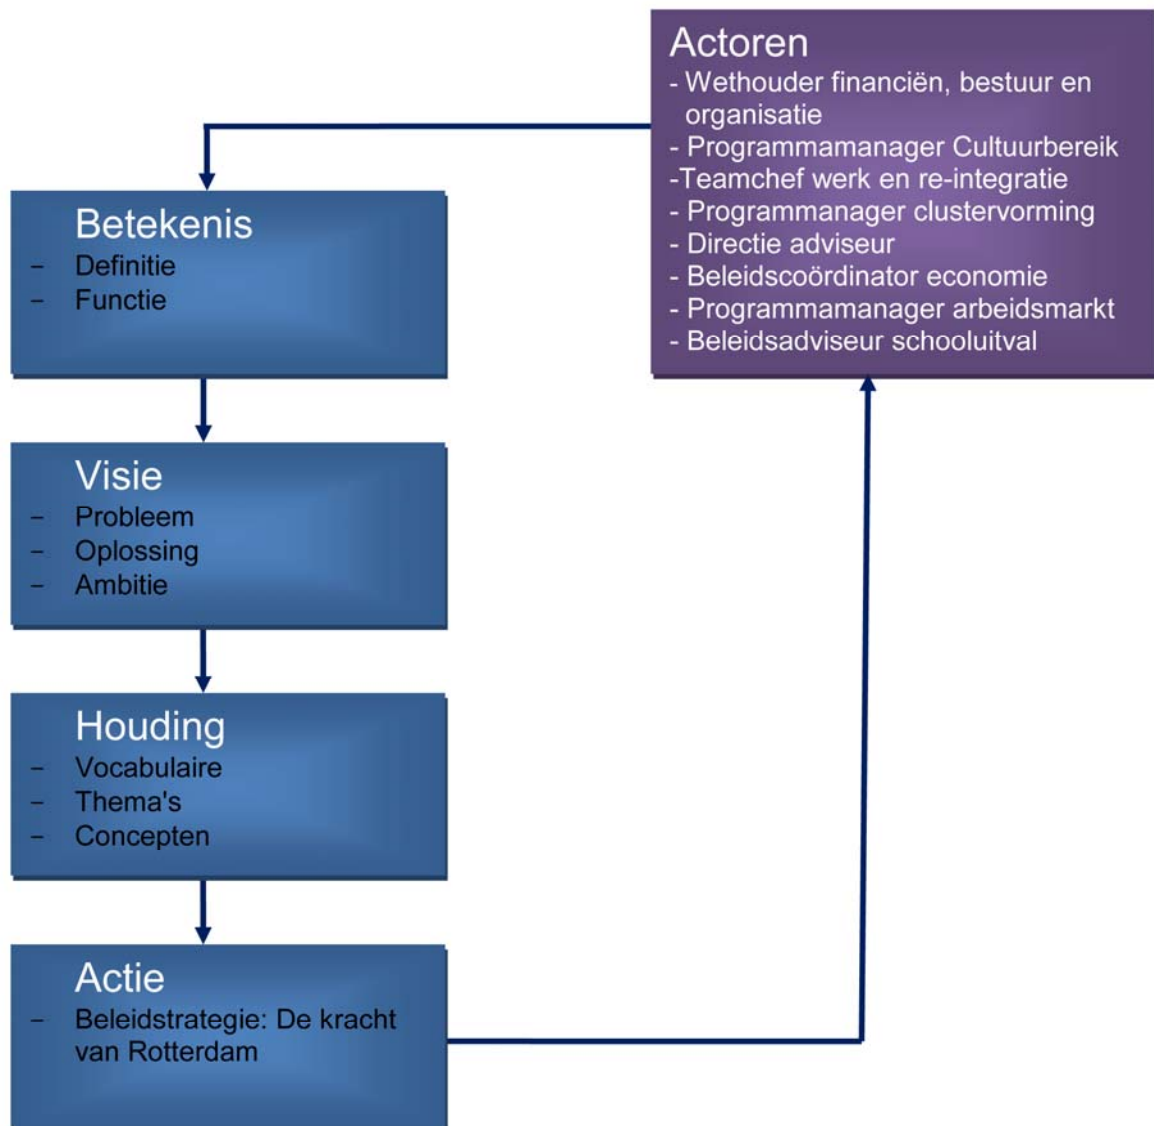 Actoren
- Wethouder financiën, bestuur en
organisatie
- Programmamanager Cultuurbereik
-Teamchef werk en re-integratie
- Programmanager clustervorming
- Directie adviseur
- Beleidscoördinator economie
- Programmamanager arbeidsmarkt
- Beleidsadviseur schooluitval
Betekenis
– Definitie
– Functie
Visie
– Probleem
– Oplossing
– Ambitie
Houding
– Vocabulaire
– Thema's
– Concepten
Actie
– Beleidstrategie: De kracht
van Rotterdam